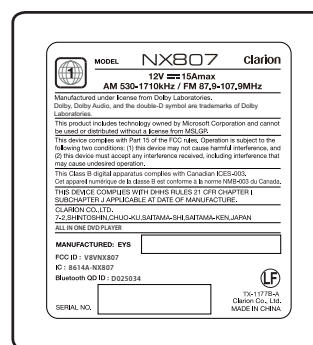 1
MODEL NX807 Clarion
12V ⎓ 15Amax
AM 530-1710kHz / FM 87.9-107.9MHz
Manufactured under license from Dolby Laboratories.
Dolby, Dolby Audio, and the double-D symbol are trademarks of Dolby
Laboratories.
This product includes technology owned by Microsoft Corporation and cannot
be used or distributed without a license from MSLGP.
This device complies with Part 15 of the FCC rules, Operation is subject to the
following two conditions: (1) this device may not cause harmful interference, and
(2) this device must accept any interference received, including interference that
may cause undesired operation.
This Class B digital apparatus complies with Canadian ICES-003.
Cet appareil numérique de la classe B est conforme à la norme NMB-003 du Canada.
THIS DEVICE COMPLIES WITH DHHS RULES 21 CFR CHAPTER I
SUBCHAPTER J APPLICABLE AT DATE OF MANUFACTURE.
CLARION CO.,LTD.
7-2,SHINTOSHIN,CHUO-KU,SAITAMA-SHI,SAITAMA-KEN,JAPAN
ALL IN ONE DVD PLAYER
MANUFACTURED: EYS
FCC ID : V8VNX807
IC : 8614A-NX807
Bluetooth QD ID : D025034
LF
TX-1177B-A
Clarion Co., Ltd.
SERIAL NO. MADE IN CHINA